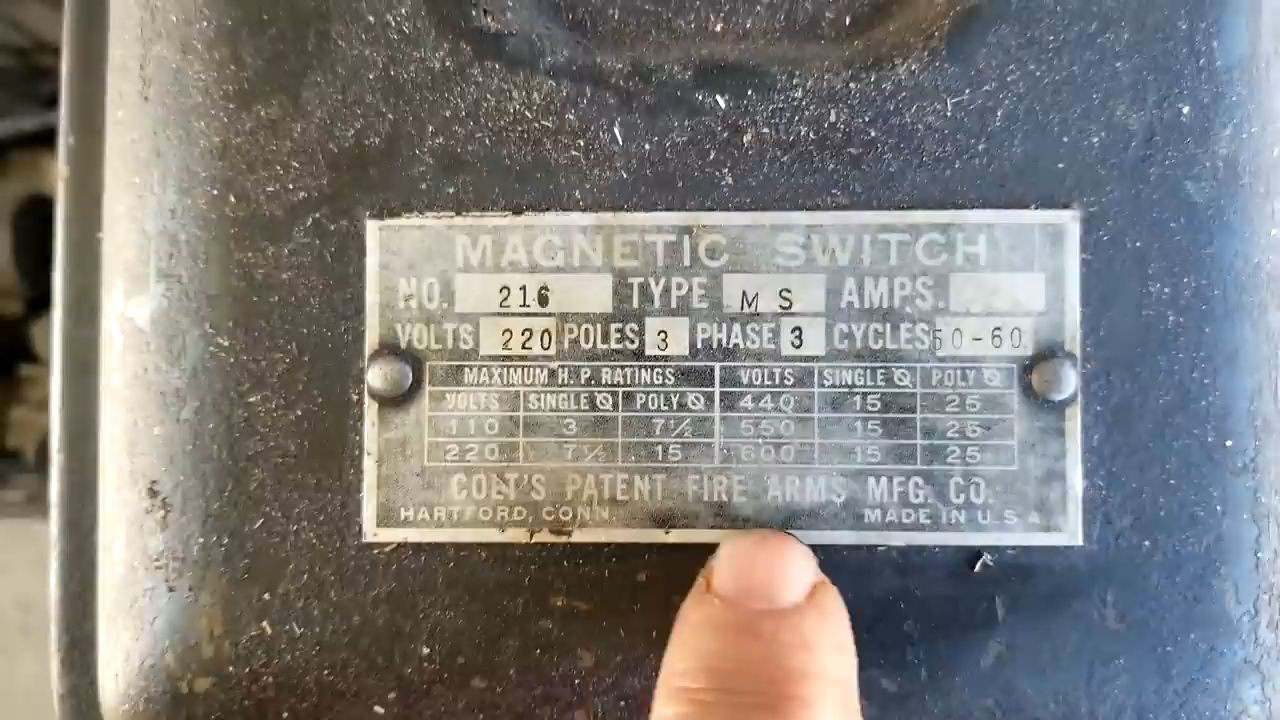 MAGNETIC SWITCH
NO. 216 TYPE MS AMPS.
VOLTS 220 POLES 3 PHASE 3 CYCLES 50-60
MAXIMUM H. P. RATINGS VOLTS SINGLE Ø POLY Ø
VOLTS SINGLE Ø POLY Ø 440 15 25
110 3 7½ 550 15 25
220 7½ 15 600 15 25
COLT'S PATENT FIRE ARMS MFG. CO.
HARTFORD, CONN. MADE IN U.S.A.